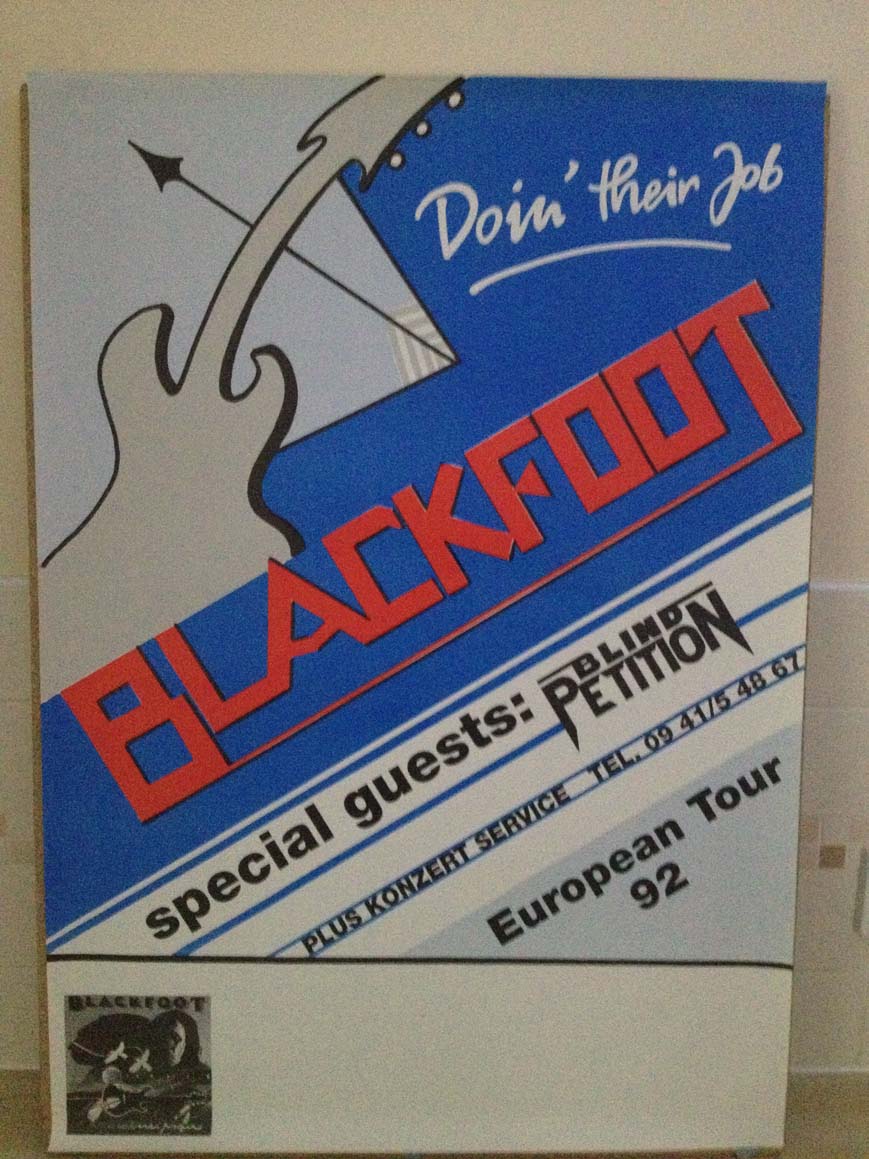 Doin' their Job
BLACKFOOT
special guests: BLIND
PETITION
PLUS KONZERT SERVICE TEL. 09 41/5 48 67
European Tour
92
BLACKFOOT